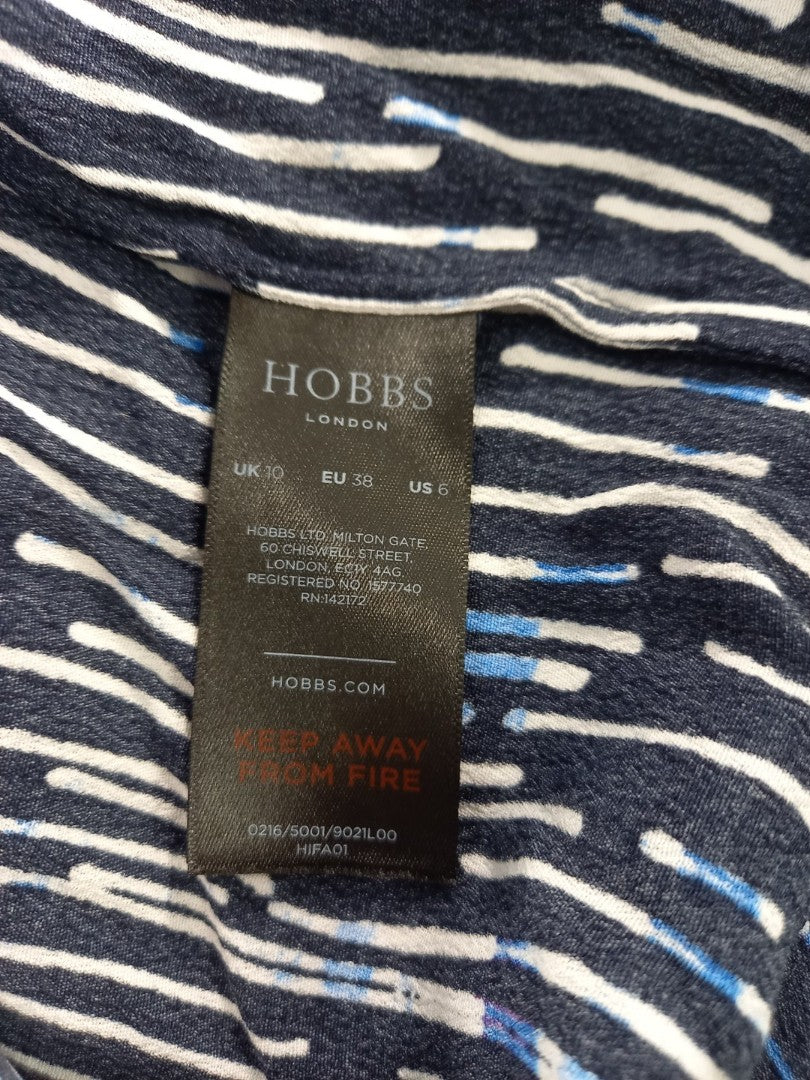 HOBBS
LONDON
UK 10 EU 38 US 6
HOBBS LTD, MILTON GATE,
60 CHISWELL STREET,
LONDON, EC1Y 4AG
REGISTERED NO. 1577740
RN:142172
HOBBS.COM
KEEP AWAY
FROM FIRE
0216/5001/9021L00
HIFA01